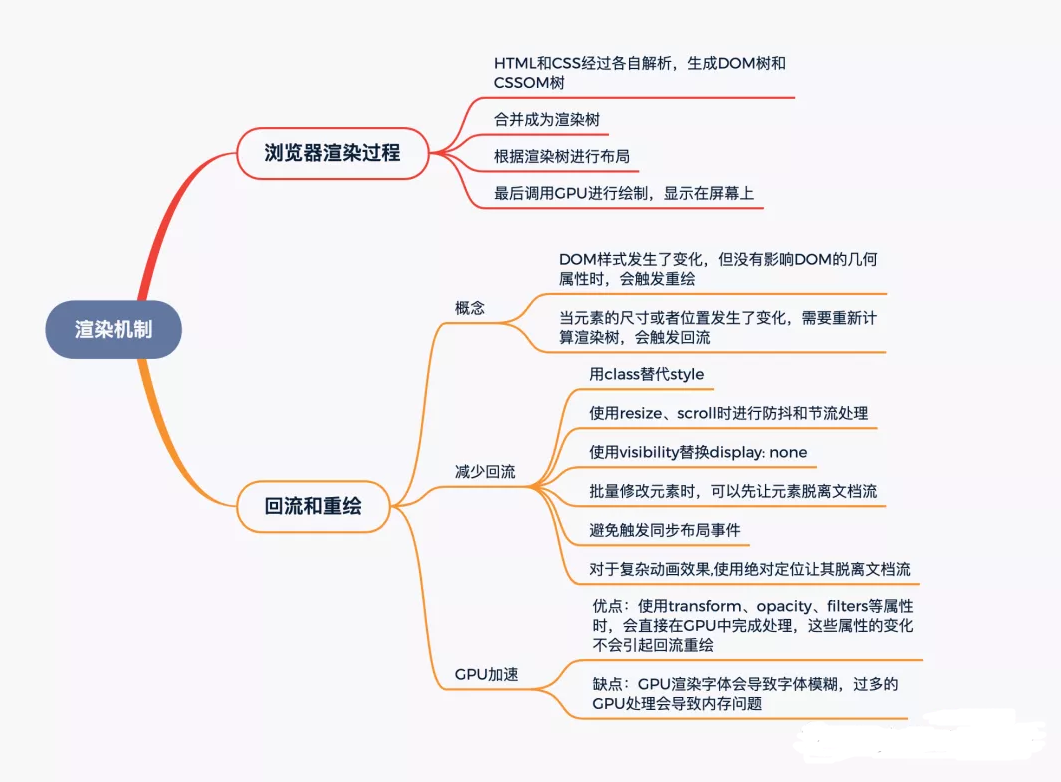 HTML和CSS经过各自解析，生成DOM树和
CSSOM树
合并成为渲染树
浏览器渲染过程
根据渲染树进行布局
最后调用GPU进行绘制，显示在屏幕上
渲染机制
DOM样式发生了变化，但没有影响DOM的几何
属性时，会触发重绘
概念
当元素的尺寸或者位置发生了变化，需要重新计
算渲染树，会触发回流
用class替代style
使用resize、scroll时进行防抖和节流处理
使用visibility替换display: none
减少回流
批量修改元素时，可以先让元素脱离文档流
回流和重绘
避免触发同步布局事件
对于复杂动画效果,使用绝对定位让其脱离文档流
优点：使用transform、opacity、filters等属性
时，会直接在GPU中完成处理，这些属性的变化
不会引起回流重绘
GPU加速
缺点：GPU渲染字体会导致字体模糊，过多的
GPU处理会导致内存问题